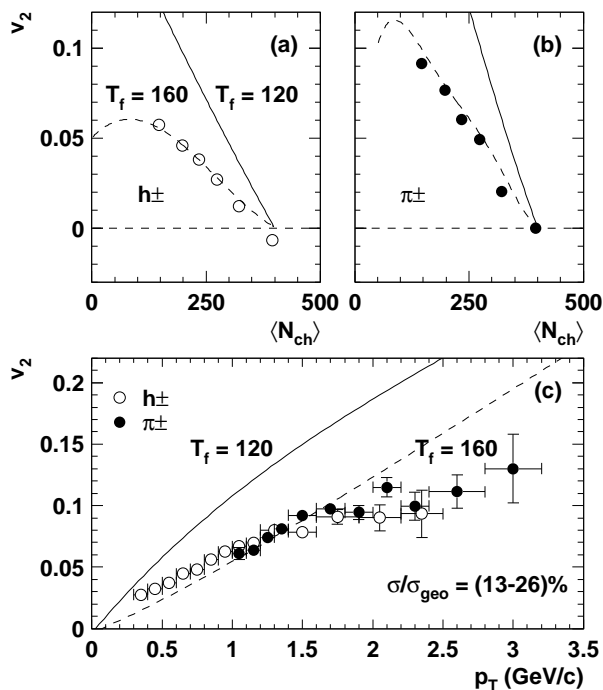 v₂
0.1
0.05
0
(a)
T_f = 160
T_f = 120
h±
0
250
500
⟨N_ch⟩
(b)
π±
0
250
500
⟨N_ch⟩
v₂
0.2
0.15
0.1
0.05
0
(c)
h±
π±
T_f = 120
T_f = 160
σ/σ_geo = (13-26)%
0 0.5 1 1.5 2 2.5 3 3.5
p_T (GeV/c)